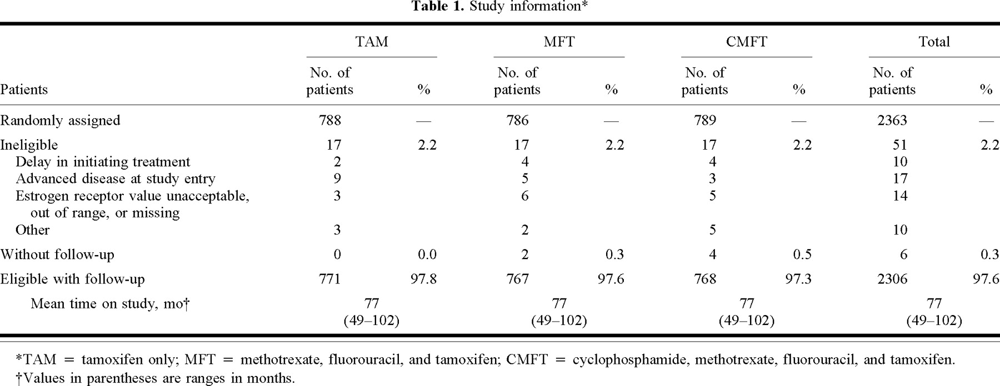 Table 1. Study information*
TAM MFT CMFT Total
No. of No. of No. of No. of
Patients patients % patients % patients % patients %
Randomly assigned 788 — 786 — 789 — 2363 —
Ineligible 17 2.2 17 2.2 17 2.2 51 2.2
Delay in initiating treatment 2 4 4 10
Advanced disease at study entry 9 5 3 17
Estrogen receptor value unacceptable, 3 6 5 14
out of range, or missing
Other 3 2 5 10
Without follow-up 0 0.0 2 0.3 4 0.5 6 0.3
Eligible with follow-up 771 97.8 767 97.6 768 97.3 2306 97.6
Mean time on study, mo† 77 77 77 77
(49–102) (49–102) (49–102) (49–102)
*TAM = tamoxifen only; MFT = methotrexate, fluorouracil, and tamoxifen; CMFT = cyclophosphamide, methotrexate, fluorouracil, and tamoxifen.
†Values in parentheses are ranges in months.